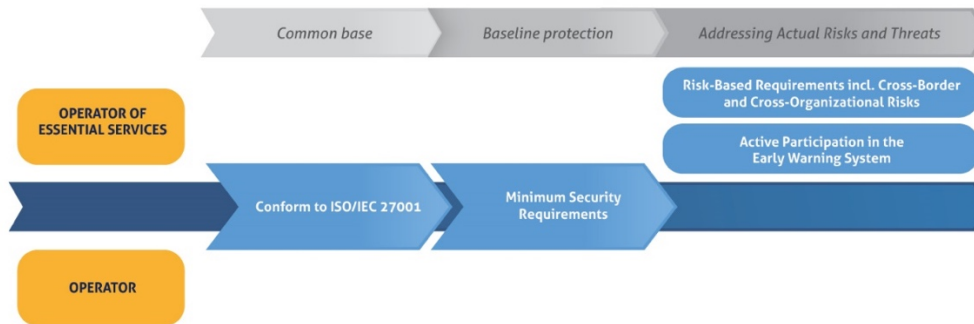 Common base
Baseline protection
Addressing Actual Risks and Threats
Risk-Based Requirements incl. Cross-Border
and Cross-Organizational Risks
OPERATOR OF
ESSENTIAL SERVICES
Active Participation in the
Early Warning System
Conform to ISO/IEC 27001
Minimum Security
Requirements
OPERATOR